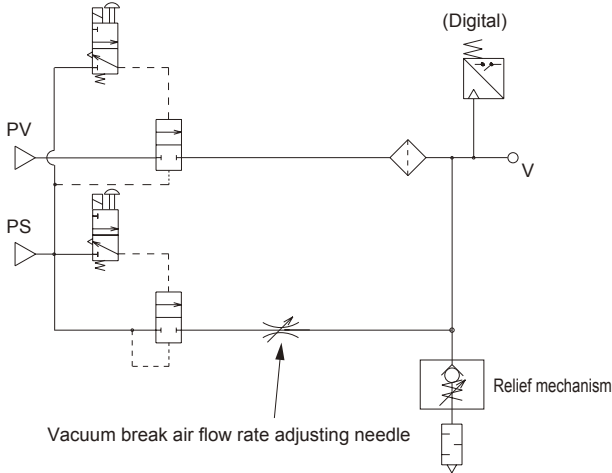 (Digital)
PV
V
PS
Relief mechanism
Vacuum break air flow rate adjusting needle